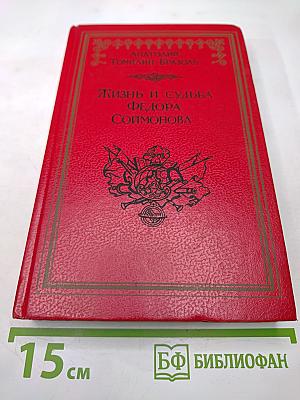 Анатолий
Томилин-Бразоль
Жизнь и судьба
Федора
Соймонова
15 см
БФ БИБЛИОФАН